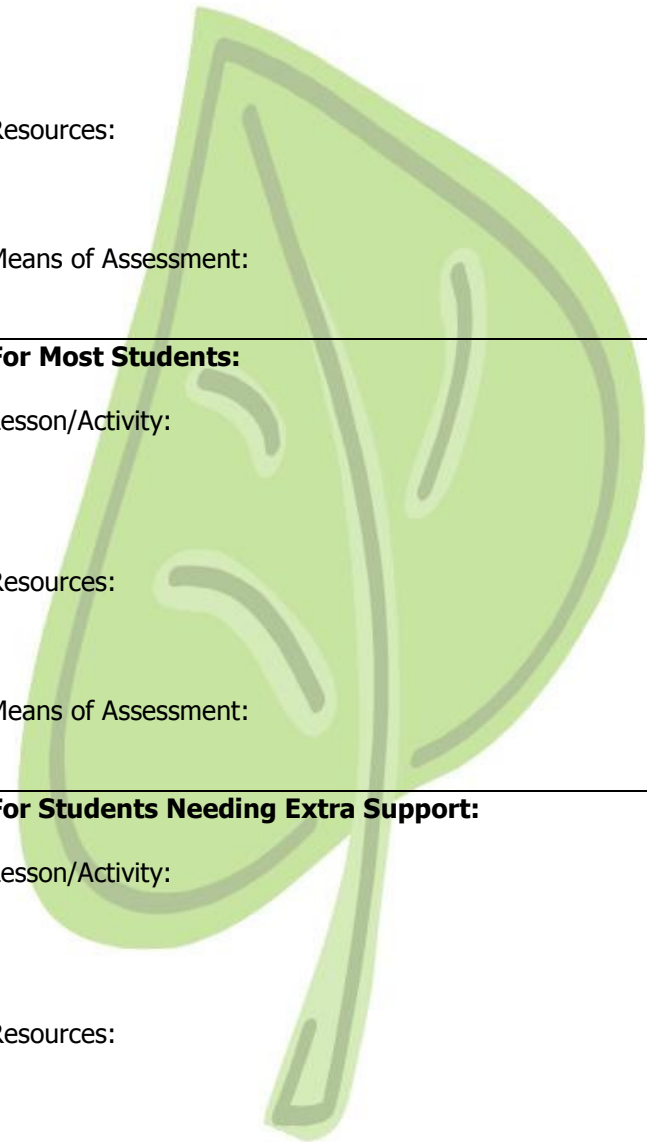 Resources:
Means of Assessment:
For Most Students:
Lesson/Activity:
Resources:
Means of Assessment:
For Students Needing Extra Support:
Lesson/Activity:
Resources: